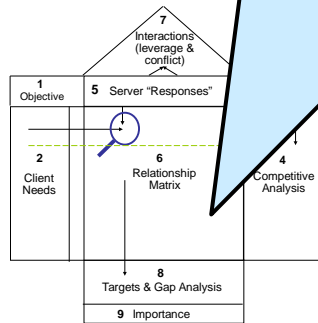 7
Interactions
(leverage &
conflict)
1
Objective
5 Server “Responses”
2
Client
Needs
6
Relationship
Matrix
4
Competitive
Analysis
8
Targets & Gap Analysis
9 Importance